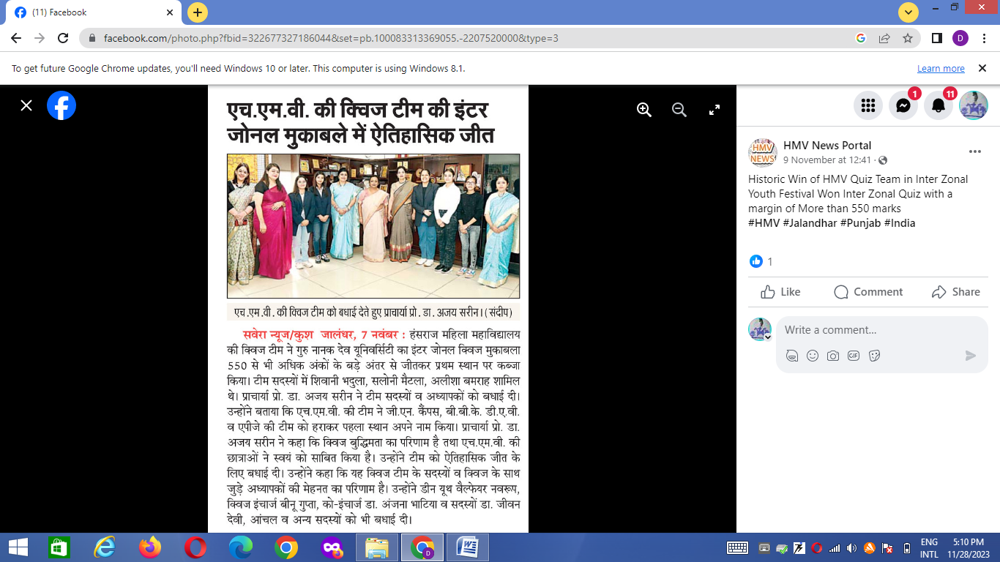 (11) Facebook
facebook.com/photo.php?fbid=322677327186044&set=pb.100083313369055.-2207520000&type=3
D
To get future Google Chrome updates, you'll need Windows 10 or later. This computer is using Windows 8.1.
Learn more
एच.एम.वी. की क्विज टीम की इंटर
जोनल मुकाबले में ऐतिहासिक जीत
एच.एम.वी. की क्विज टीम को बधाई देते हुए प्राचार्या प्रो. डा. अजय सरीन। (संदीप)
सवेरा न्यूज/कुश जालंधर, 7 नवंबर : हंसराज महिला महाविद्यालय
की क्विज टीम ने गुरु नानक देव यूनिवर्सिटी का इंटर जोनल क्विज मुकाबला
550 से भी अधिक अंकों के बड़े अंतर से जीतकर प्रथम स्थान पर कब्जा
किया। टीम सदस्यों में शिवानी भदुला, सलोनी मैटला, अलीशा बमराह शामिल
थे। प्राचार्या प्रो. डा. अजय सरीन ने टीम सदस्यों व अध्यापकों को बधाई दी।
उन्होंने बताया कि एच.एम.वी. की टीम ने जी.एन. कैंपस, बी.बी.के. डी.ए.वी.
व एपीजे की टीम को हराकर पहला स्थान अपने नाम किया। प्राचार्या प्रो. डा.
अजय सरीन ने कहा कि क्विज बुद्धिमता का परिणाम है तथा एच.एम.वी. की
छात्राओं ने स्वयं को साबित किया है। उन्होंने टीम को ऐतिहासिक जीत के
लिए बधाई दी। उन्होंने कहा कि यह क्विज टीम के सदस्यों व क्विज के साथ
जुड़े अध्यापकों की मेहनत का परिणाम है। उन्होंने डीन यूथ वैल्फेयर नवरूप,
क्विज इंचार्ज बीनू गुप्ता, को-इंचार्ज डा. अंजना भाटिया व सदस्यों डा. जीवन
देवी, आंचल व अन्य सदस्यों को भी बधाई दी।
1
11
HMV NEWS
HMV News Portal
9 November at 12:41
Historic Win of HMV Quiz Team in Inter Zonal
Youth Festival Won Inter Zonal Quiz with a
margin of More than 550 marks
#HMV #Jalandhar #Punjab #India
1
Like Comment Share
Write a comment...
GIF
ENG 5:10 PM
INTL 11/28/2023